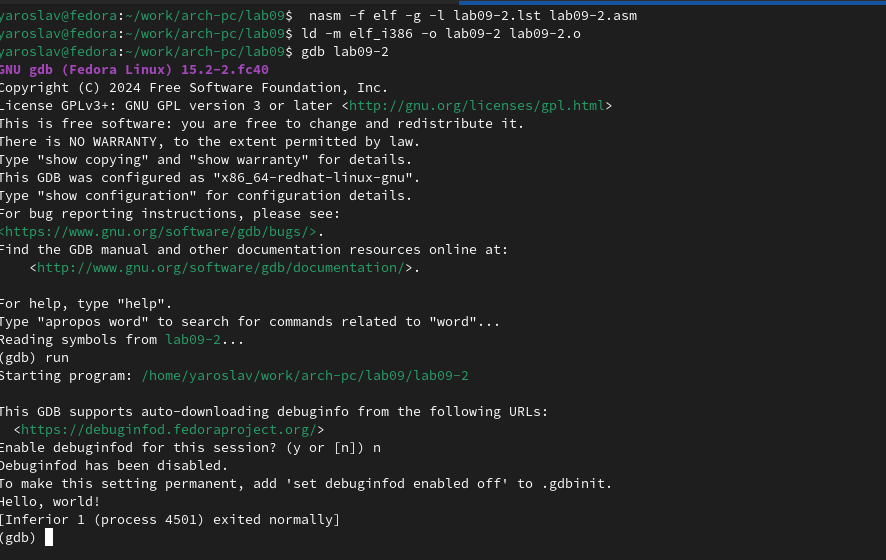 yaroslav@fedora:~/work/arch-pc/lab09$  nasm -f elf -g -l lab09-2.lst lab09-2.asm
yaroslav@fedora:~/work/arch-pc/lab09$ ld -m elf_i386 -o lab09-2 lab09-2.o
yaroslav@fedora:~/work/arch-pc/lab09$ gdb lab09-2
GNU gdb (Fedora Linux) 15.2-2.fc40
Copyright (C) 2024 Free Software Foundation, Inc.
License GPLv3+: GNU GPL version 3 or later <http://gnu.org/licenses/gpl.html>
This is free software: you are free to change and redistribute it.
There is NO WARRANTY, to the extent permitted by law.
Type "show copying" and "show warranty" for details.
This GDB was configured as "x86_64-redhat-linux-gnu".
Type "show configuration" for configuration details.
For bug reporting instructions, please see:
<https://www.gnu.org/software/gdb/bugs/>.
Find the GDB manual and other documentation resources online at:
    <http://www.gnu.org/software/gdb/documentation/>.

For help, type "help".
Type "apropos word" to search for commands related to "word"...
Reading symbols from lab09-2...
(gdb) run
Starting program: /home/yaroslav/work/arch-pc/lab09/lab09-2

This GDB supports auto-downloading debuginfo from the following URLs:
  <https://debuginfod.fedoraproject.org/>
Enable debuginfod for this session? (y or [n]) n
Debuginfod has been disabled.
To make this setting permanent, add 'set debuginfod enabled off' to .gdbinit.
Hello, world!
[Inferior 1 (process 4501) exited normally]
(gdb)